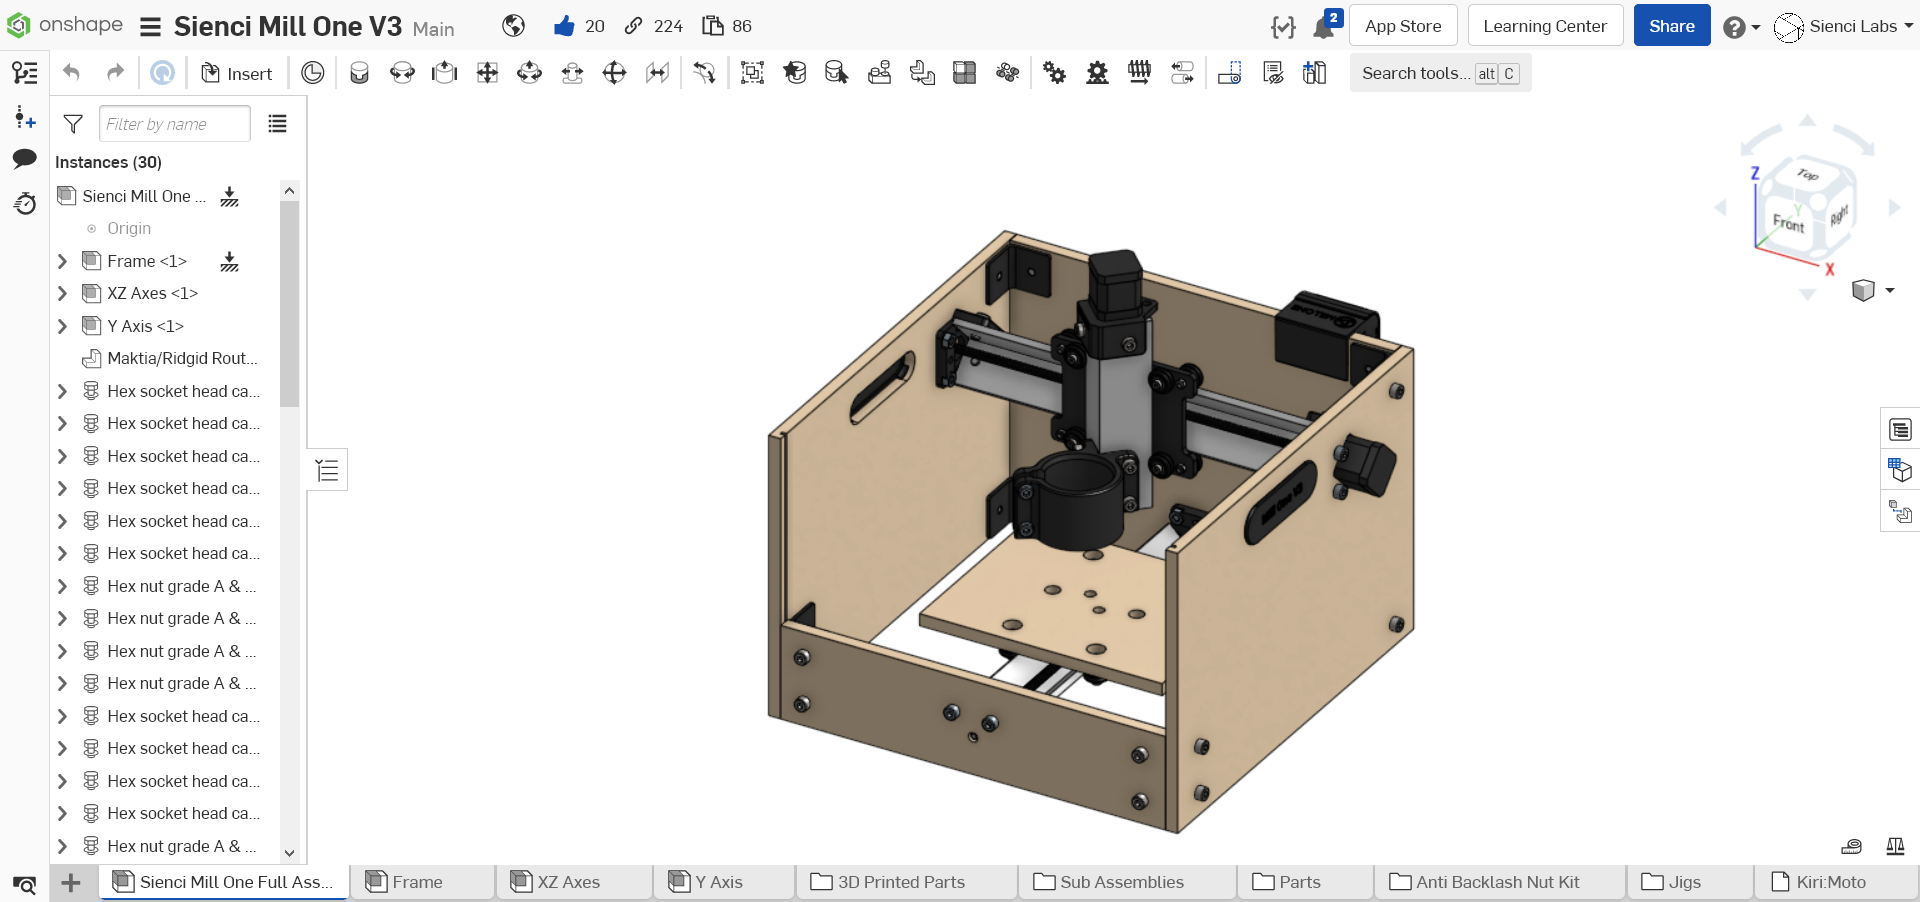 onshape Sienci Mill One V3 Main 20 224 86 2 App Store Learning Center Share Sienci Labs
Insert Search tools... alt C
Filter by name
Instances (30)
Sienci Mill One ...
Origin
Frame <1>
XZ Axes <1>
Y Axis <1>
Maktia/Ridgid Rout...
Hex socket head ca...
Hex socket head ca...
Hex socket head ca...
Hex socket head ca...
Hex socket head ca...
Hex socket head ca...
Hex nut grade A & ...
Hex nut grade A & ...
Hex nut grade A & ...
Hex nut grade A & ...
Hex socket head ca...
Hex socket head ca...
Hex socket head ca...
Hex socket head ca...
Hex nut grade A & ...
Z
Top
Y
Front
Right
X
Mill One V3
Sienci Mill One Full Ass... Frame XZ Axes Y Axis 3D Printed Parts Sub Assemblies Parts Anti Backlash Nut Kit Jigs Kiri:Moto